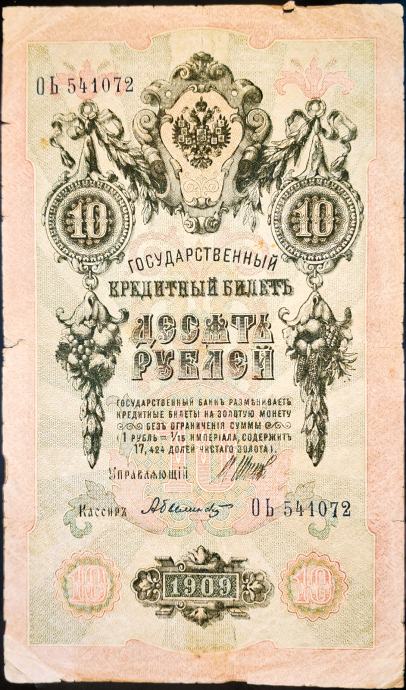 ОЬ 541072
10 10
ГОСУДАРСТВЕННЫЙ
КРЕДИТНЫЙ БИЛЕТЪ
ДЕСЯТЬ
РУБЛЕЙ
ГОСУДАРСТВЕННЫЙ БАНКЪ РАЗМѢНИВАЕТЪ
КРЕДИТНЫЕ БИЛЕТЫ НА ЗОЛОТУЮ МОНЕТУ
БЕЗЪ ОГРАНИЧЕНІЯ СУММЫ
(1 РУБЛЬ = 1/15 ИМПЕРІАЛА, СОДЕРЖИТЪ
17,424 ДОЛЕЙ ЧИСТАГО ЗОЛОТА).
Управляющій
Кассиръ
ОЬ 541072
10 1909 10